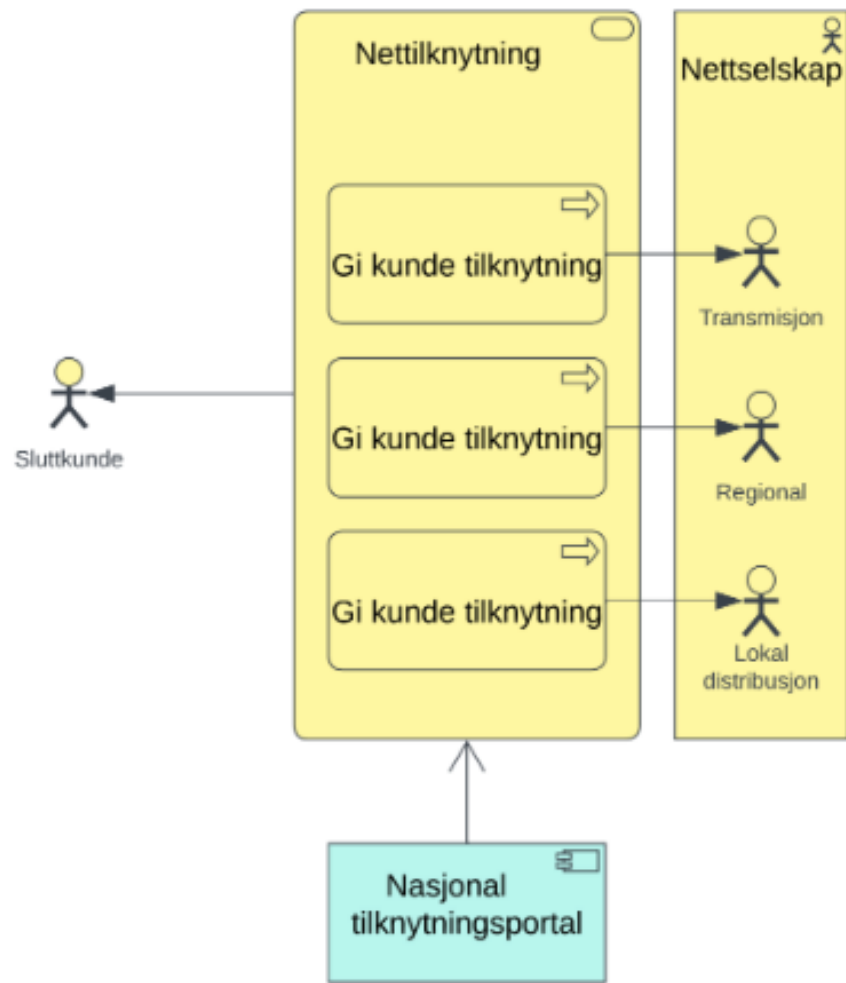 Nettilknytning
Nettselskap
Gi kunde tilknytning
Transmisjon
Gi kunde tilknytning
Regional
Sluttkunde
Gi kunde tilknytning
Lokal
distribusjon
Nasjonal
tilknytningsportal